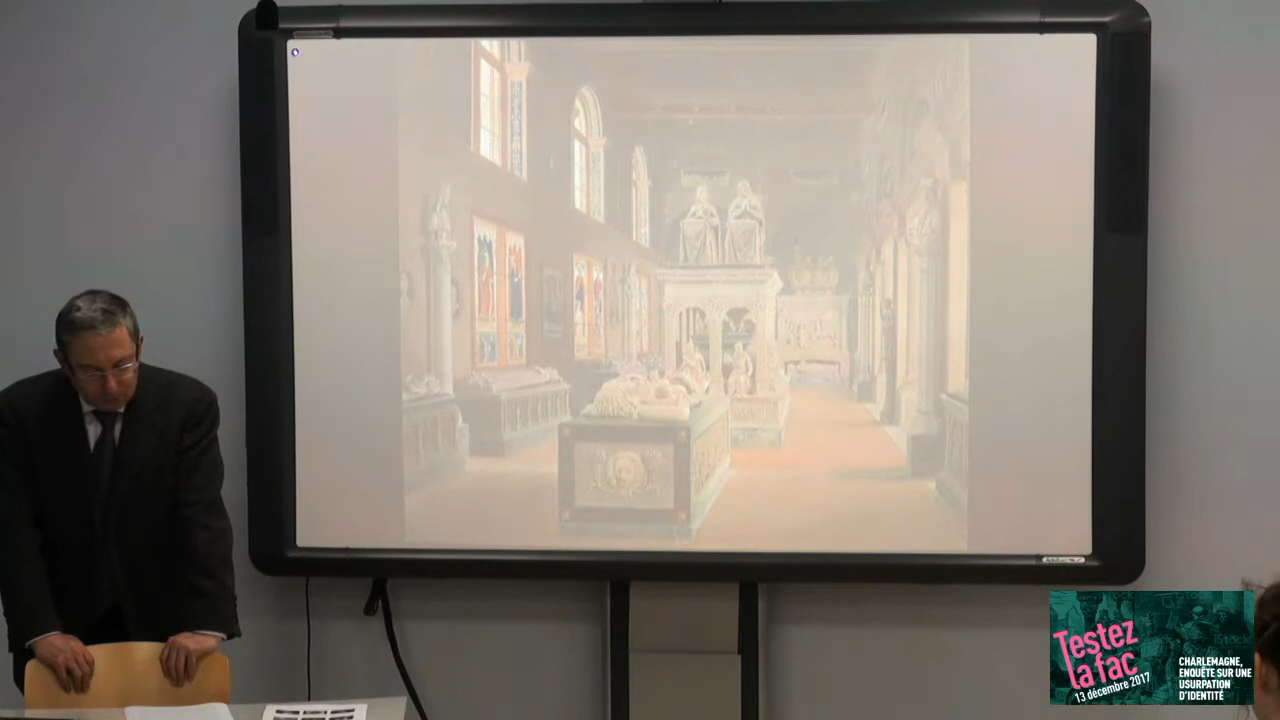 Testez
la fac
13 décembre 2017
CHARLEMAGNE,
ENQUÊTE SUR UNE
USURPATION
D'IDENTITÉ